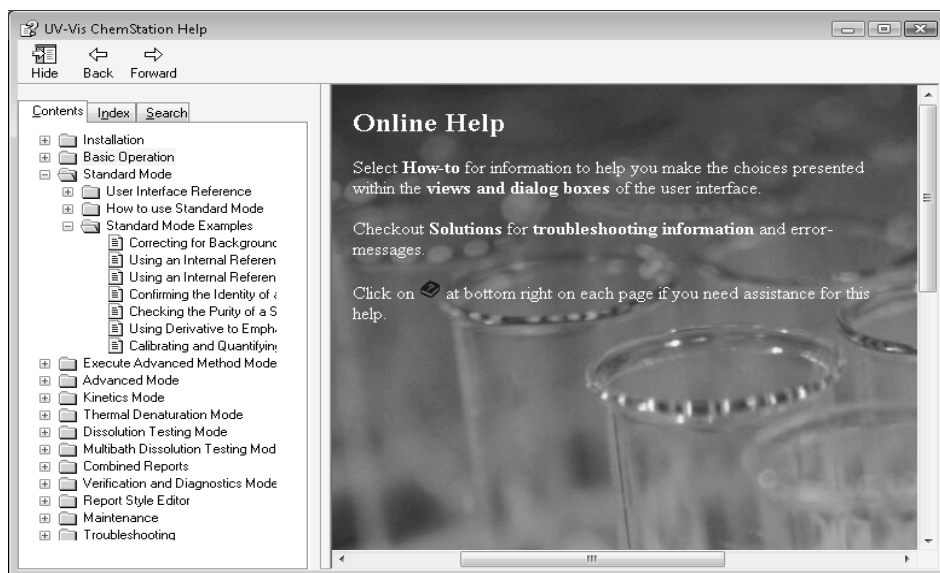 UV-Vis ChemStation Help
Hide Back Forward
Contents Index Search
Installation
Basic Operation
Standard Mode
User Interface Reference
How to use Standard Mode
Standard Mode Examples
Correcting for Background
Using an Internal Referen
Using an Internal Referen
Confirming the Identity of
Checking the Purity of a S
Using Derivative to Emph
Calibrating and Quantifying
Execute Advanced Method Mode
Advanced Mode
Kinetics Mode
Thermal Denaturation Mode
Dissolution Testing Mode
Multibath Dissolution Testing Mod
Combined Reports
Verification and Diagnostics Mode
Report Style Editor
Maintenance
Troubleshooting
Online Help
Select How-to for information to help you make the choices presented
within the views and dialog boxes of the user interface.
Checkout Solutions for troubleshooting information and error-
messages.
Click on at bottom right on each page if you need assistance for this
help.